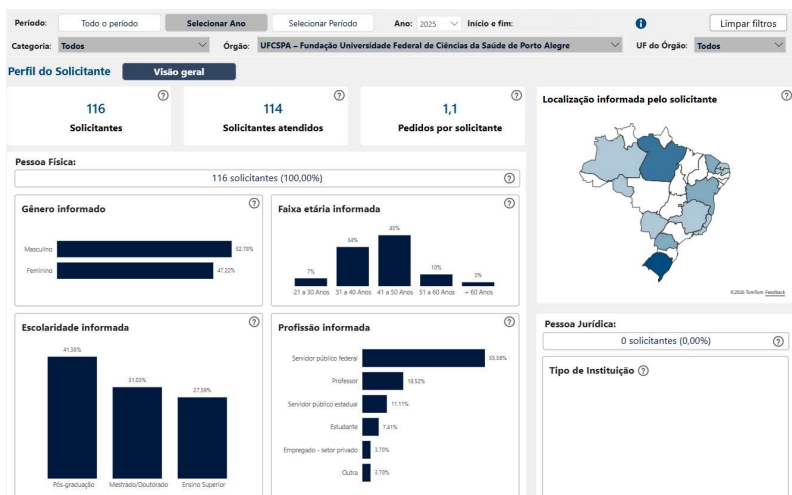 Período: Todo o período Selecionar Ano Selecionar Período Ano: 2025 Início e fim: Limpar filtros
Categoria: Todos Órgão: UFCSPA – Fundação Universidade Federal de Ciências da Saúde de Porto Alegre UF do Órgão: Todos
Perfil do Solicitante Visão geral
116
Solicitantes
114
Solicitantes atendidos
1,1
Pedidos por solicitante
Localização informada pelo solicitante
©2026 TomTom Feedback
Pessoa Física:
116 solicitantes (100,00%)
Gênero informado
Masculino 52,78%
Feminino 47,22%
Faixa etária informada
7% 34% 45% 10% 3%
21 a 30 Anos 31 a 40 Anos 41 a 50 Anos 51 a 60 Anos + 60 Anos
Escolaridade informada
41,38% 31,03% 27,59%
Pós-graduação Mestrado/Doutorado Ensino Superior
Profissão informada
Servidor público federal 55,56%
Professor 18,52%
Servidor público estadual 11,11%
Estudante 7,41%
Empregado - setor privado 3,70%
Outra 3,70%
Pessoa Jurídica:
0 solicitantes (0,00%)
Tipo de Instituição